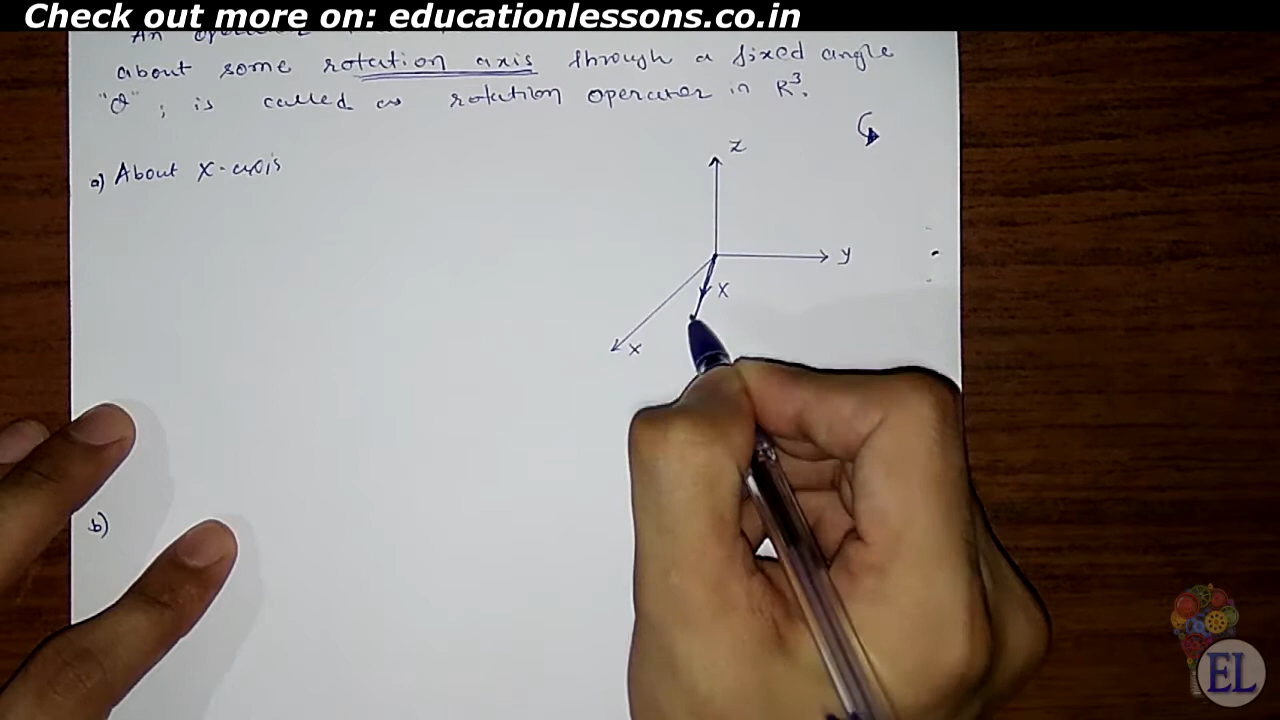 Check out more on: educationlessons.co.in
An
about some rotation axis through a fixed angle
"θ" ; is called as rotation operator in R³.
a) About X-axis
z
y
X
x
b)
EL